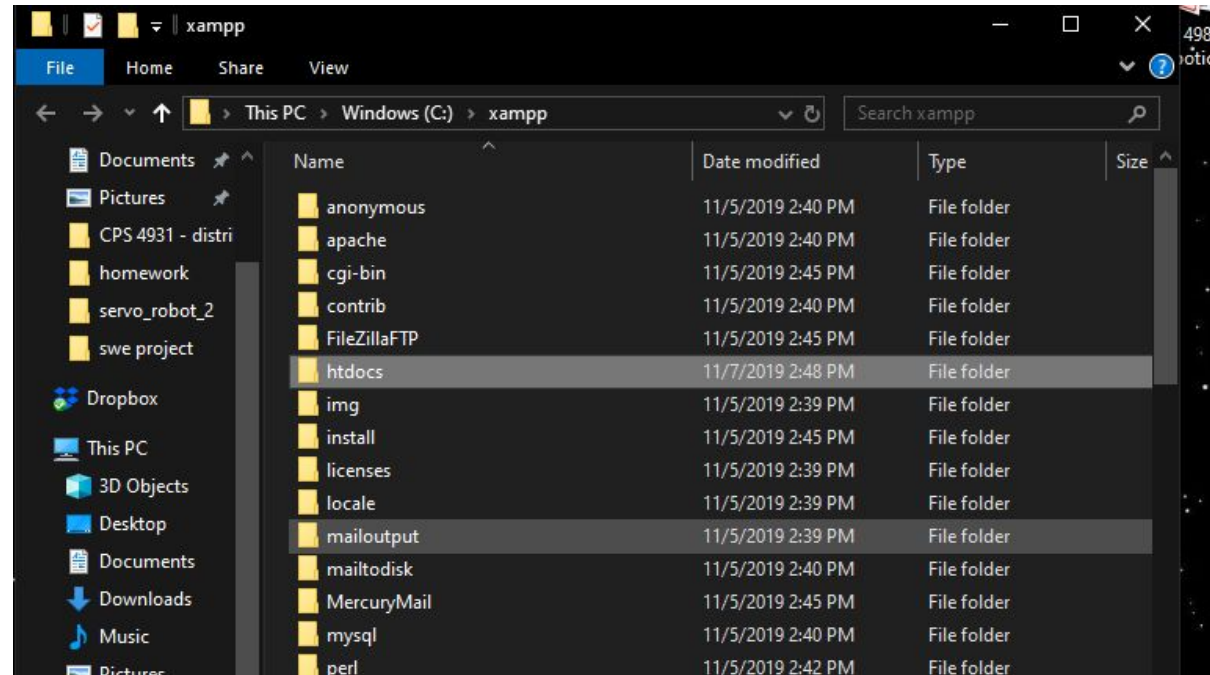 xampp
498
File Home Share View
otic
This PC > Windows (C:) > xampp
Search xampp
Documents
Pictures
CPS 4931 - distri
homework
servo_robot_2
swe project
Dropbox
This PC
3D Objects
Desktop
Documents
Downloads
Music
Pictures
Name Date modified Type Size
anonymous 11/5/2019 2:40 PM File folder
apache 11/5/2019 2:40 PM File folder
cgi-bin 11/5/2019 2:45 PM File folder
contrib 11/5/2019 2:40 PM File folder
FileZillaFTP 11/5/2019 2:45 PM File folder
htdocs 11/7/2019 2:48 PM File folder
img 11/5/2019 2:39 PM File folder
install 11/5/2019 2:45 PM File folder
licenses 11/5/2019 2:39 PM File folder
locale 11/5/2019 2:39 PM File folder
mailoutput 11/5/2019 2:39 PM File folder
mailtodisk 11/5/2019 2:40 PM File folder
MercuryMail 11/5/2019 2:45 PM File folder
mysql 11/5/2019 2:40 PM File folder
perl 11/5/2019 2:42 PM File folder